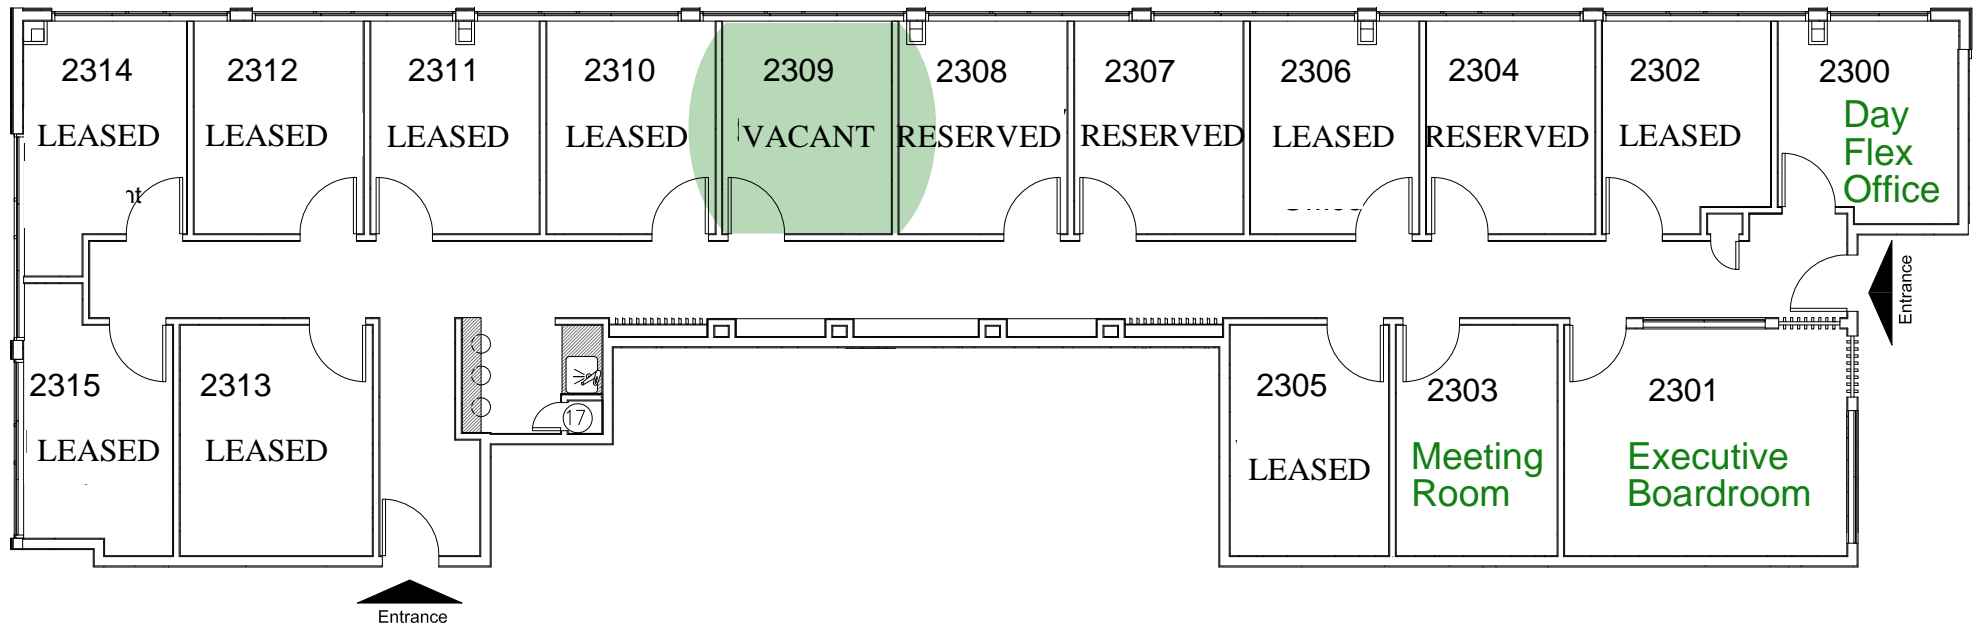 2314
LEASED
2312
LEASED
2311
LEASED
2310
LEASED
2309
VACANT
2308
RESERVED
2307
RESERVED
2306
LEASED
2304
RESERVED
2302
LEASED
2300
Day
Flex
Office
Entrance
2315
LEASED
2313
LEASED
17
2305
LEASED
2303
Meeting
Room
2301
Executive
Boardroom
Entrance